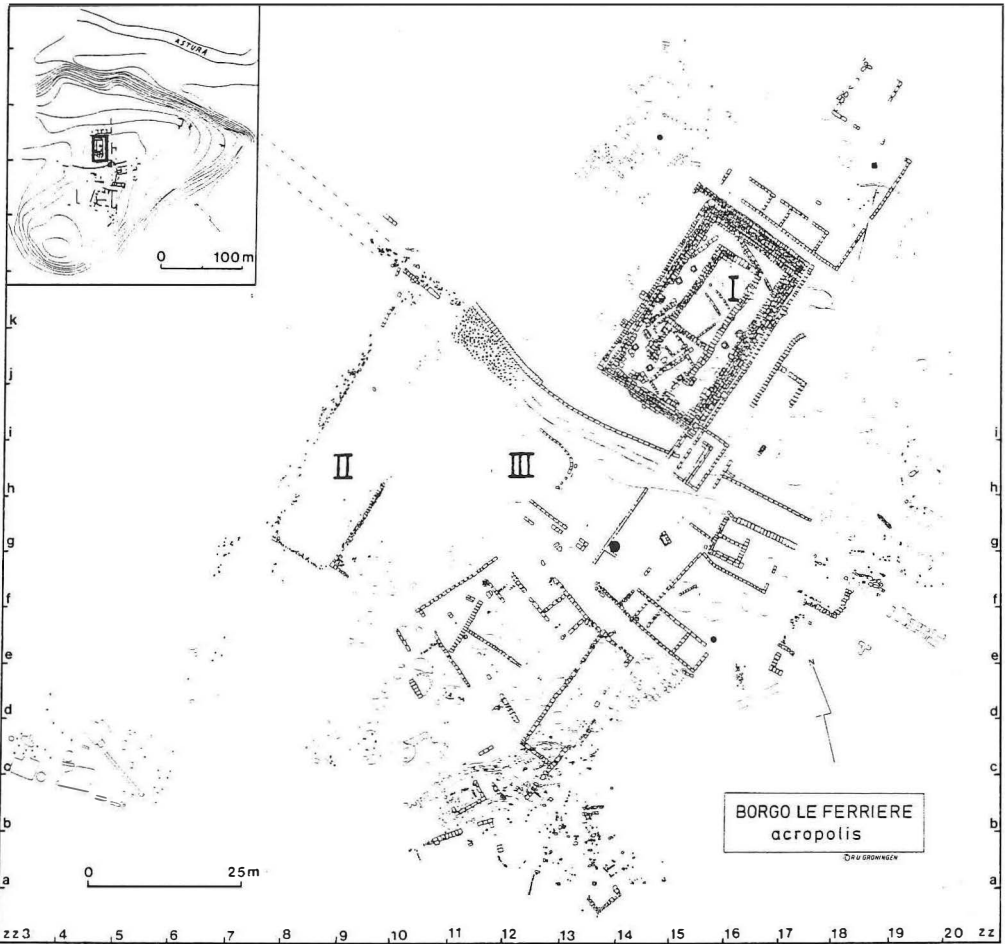 ASTURA
0 100 m
I
k
j
i i
II III
h h
g g
f f
e e
N
d d
c c
BORGO LE FERRIERE
acropolis
b b
© R U GRONINGEN
0 25 m
a a
zz 3 4 5 6 7 8 9 10 11 12 13 14 15 16 17 18 19 20 zz